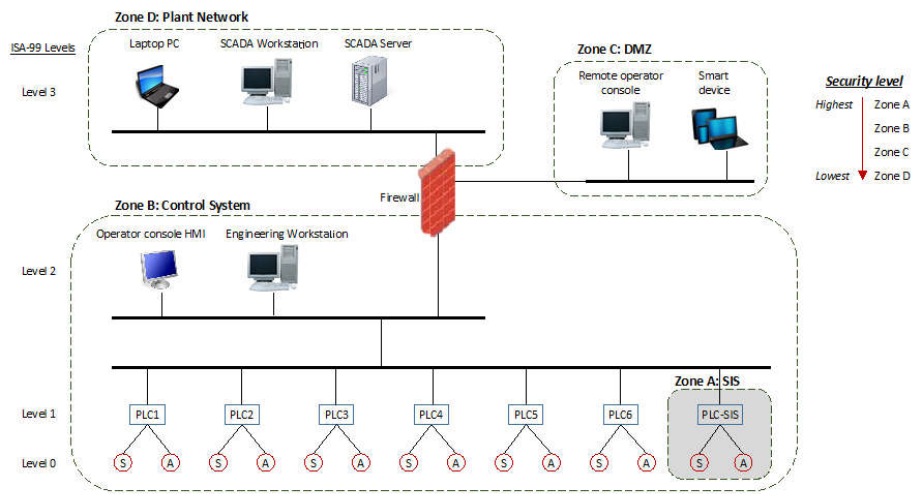 Zone D: Plant Network
ISA-99 Levels
Laptop PC
SCADA Workstation
SCADA Server
Level 3
Zone C: DMZ
Remote operator
console
Smart
device
Security level
Highest
Zone A
Zone B
Zone C
Lowest
Zone D
Firewall
Zone B: Control System
Operator console HMI
Engineering Workstation
Level 2
Zone A: SIS
Level 1
PLC1
PLC2
PLC3
PLC4
PLC5
PLC6
PLC-SIS
Level 0
S
A
S
A
S
A
S
A
S
A
S
A
S
A